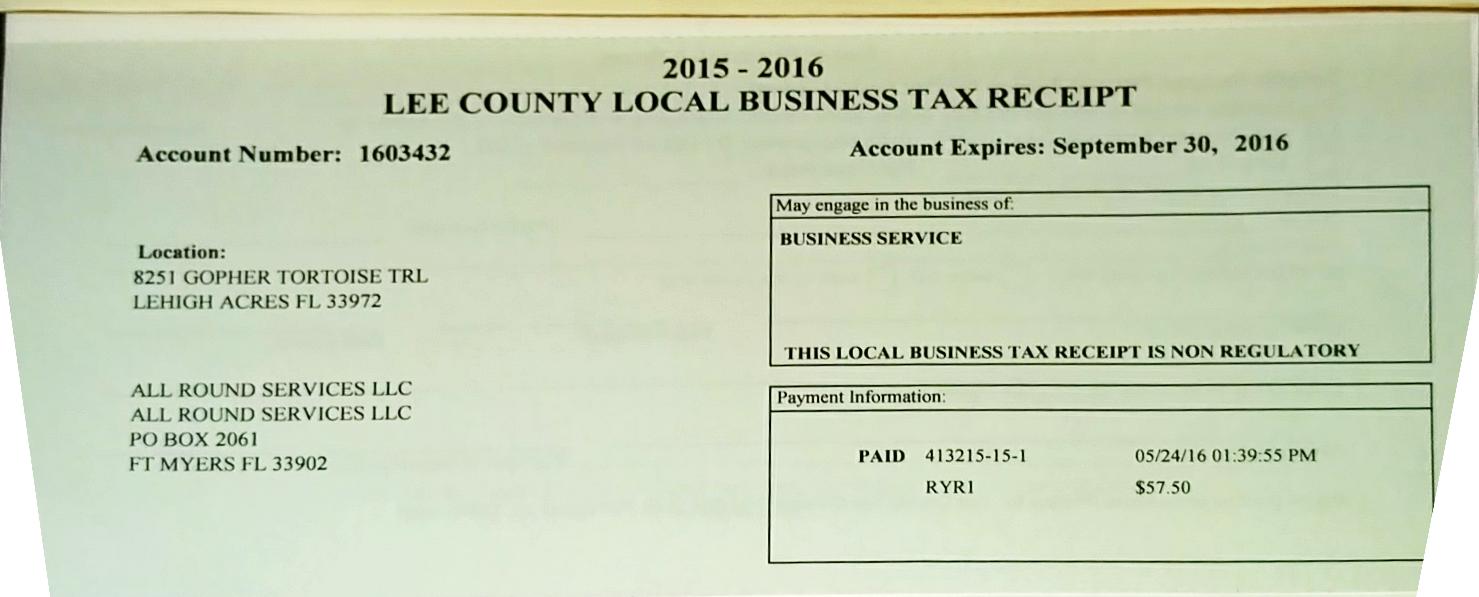 2015 - 2016
LEE COUNTY LOCAL BUSINESS TAX RECEIPT
Account Number: 1603432
Account Expires: September 30, 2016
Location:
8251 GOPHER TORTOISE TRL
LEHIGH ACRES FL 33972
ALL ROUND SERVICES LLC
ALL ROUND SERVICES LLC
PO BOX 2061
FT MYERS FL 33902
May engage in the business of:
BUSINESS SERVICE
THIS LOCAL BUSINESS TAX RECEIPT IS NON REGULATORY
Payment Information:
PAID 413215-15-1 05/24/16 01:39:55 PM
RYR1 $57.50